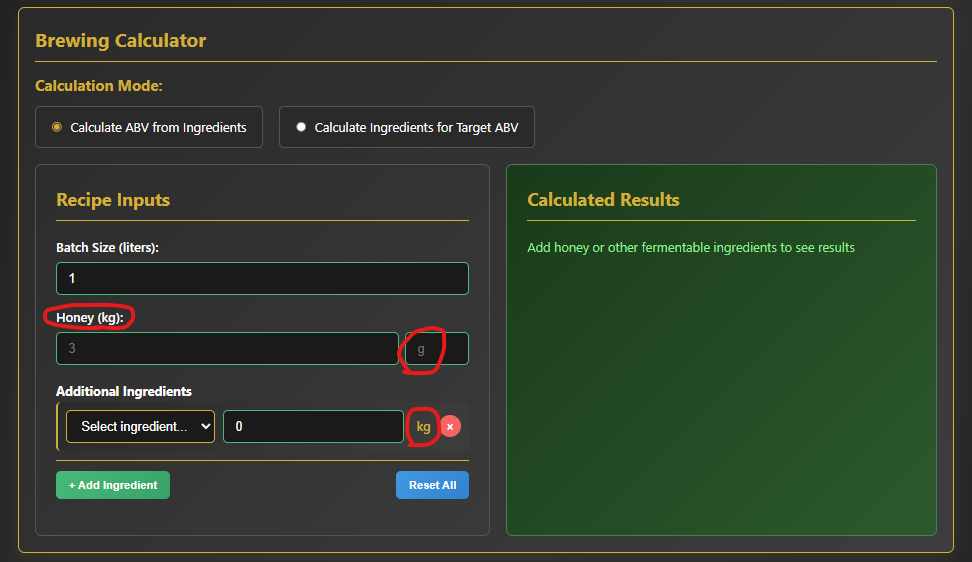 Brewing Calculator
Calculation Mode:
Calculate ABV from Ingredients
Calculate Ingredients for Target ABV
Recipe Inputs
Batch Size (liters):
1
Honey (kg):
3 g
Additional Ingredients
Select ingredient... 0 kg ×
+ Add Ingredient Reset All
Calculated Results
Add honey or other fermentable ingredients to see results